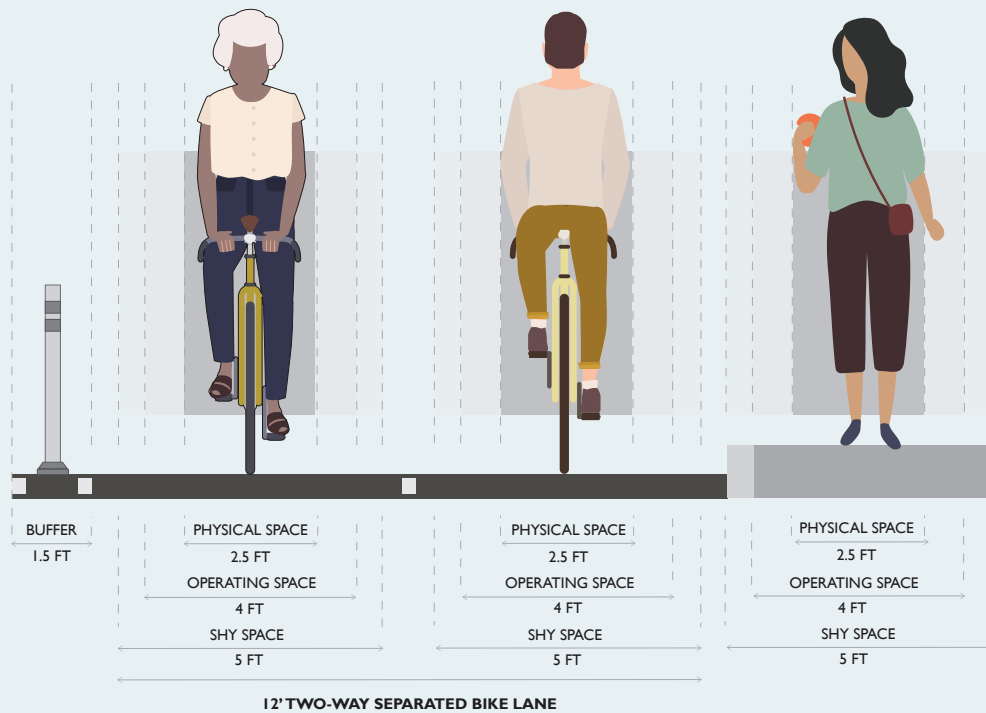 BUFFER
1.5 FT
PHYSICAL SPACE
2.5 FT
OPERATING SPACE
4 FT
SHY SPACE
5 FT
PHYSICAL SPACE
2.5 FT
OPERATING SPACE
4 FT
SHY SPACE
5 FT
PHYSICAL SPACE
2.5 FT
OPERATING SPACE
4 FT
SHY SPACE
5 FT
12’ TWO-WAY SEPARATED BIKE LANE